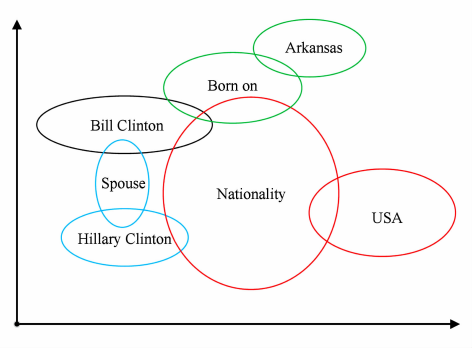 Arkansas
Born on
Bill Clinton
Spouse
Nationality
USA
Hillary Clinton